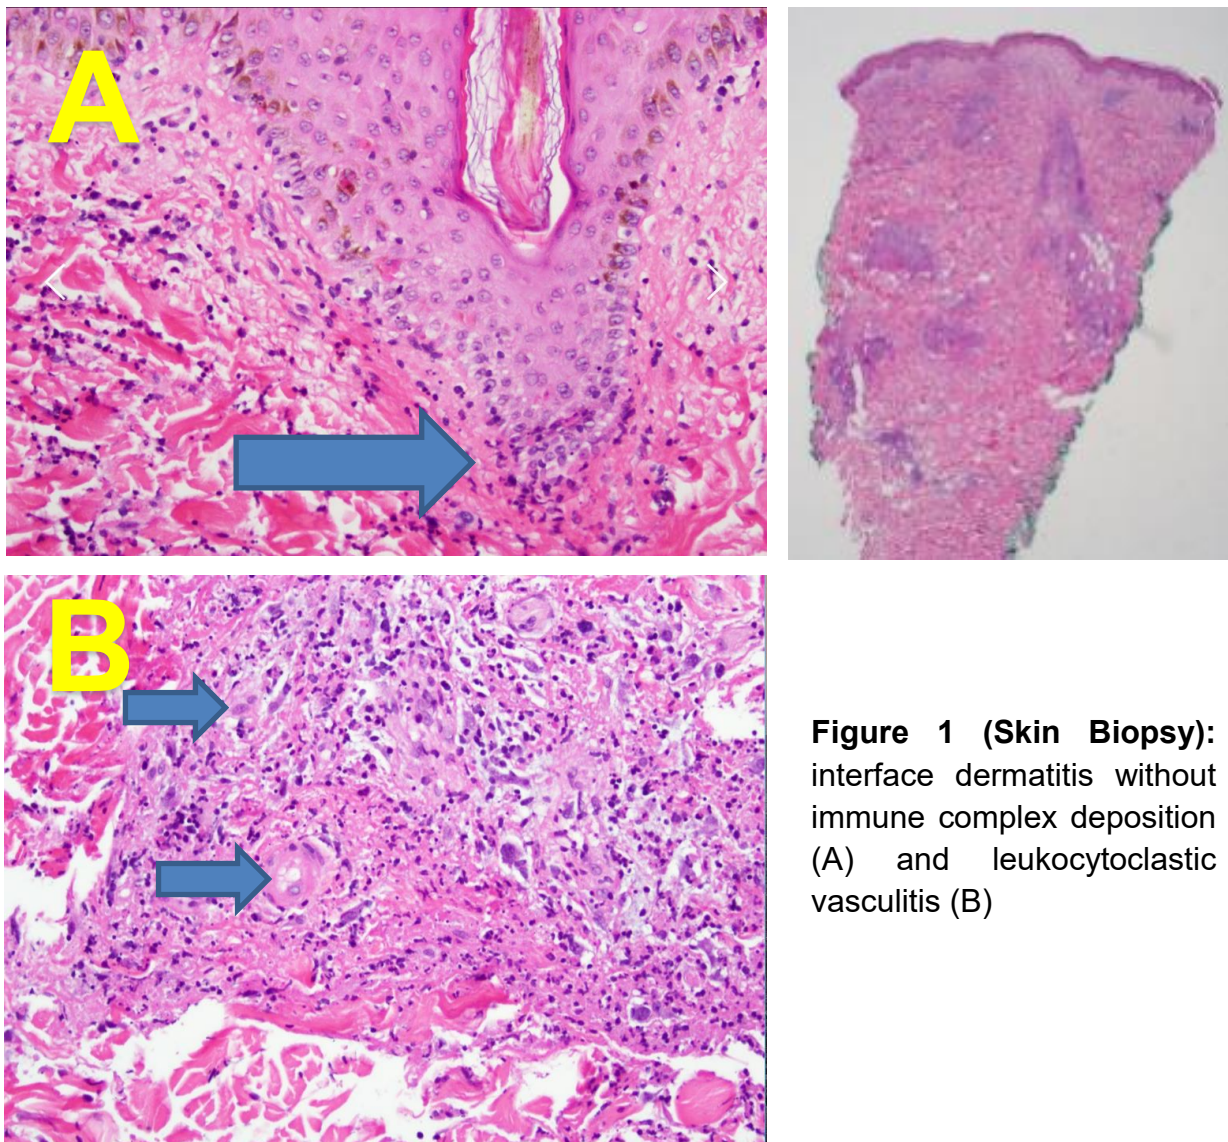 A
B
Figure 1 (Skin Biopsy):
interface dermatitis without
immune complex deposition
(A) and leukocytoclastic
vasculitis (B)